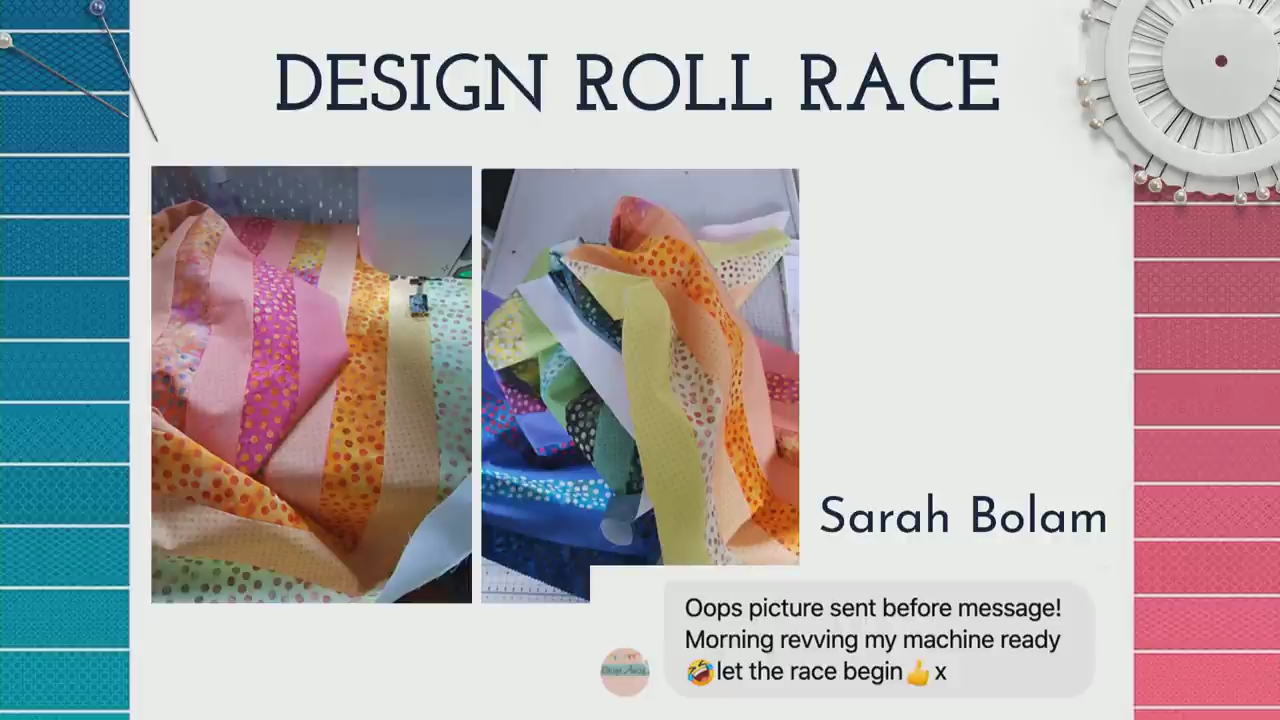 DESIGN ROLL RACE
Sarah Bolam
Oops picture sent before message!
Morning revving my machine ready
🤣let the race begin👍x